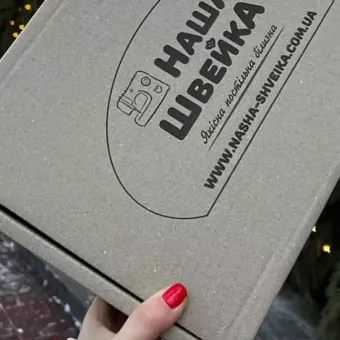 НАША
ШВЕЙКА
Якісна постільна білизна
WWW.NASHA-SHVEIKA.COM.UA